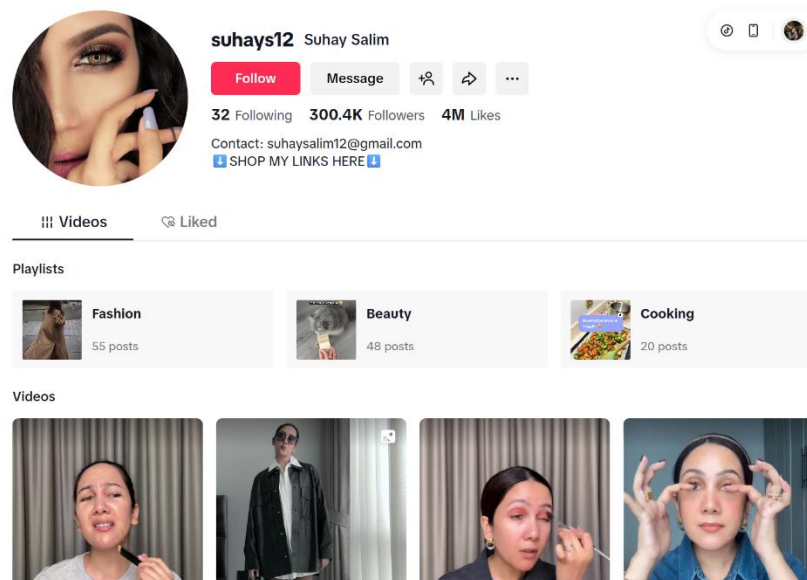 suhays12 Suhay Salim
Follow Message
32 Following 300.4K Followers 4M Likes
Contact: suhaysalim12@gmail.com
⬇️SHOP MY LINKS HERE⬇️
Videos Liked
Playlists
Fashion
55 posts
Beauty
48 posts
Cooking
20 posts
Videos